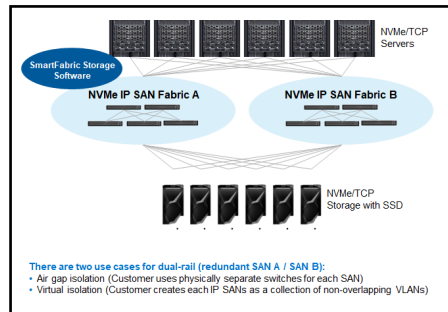 NVMe/TCP
Servers
SmartFabric Storage
Software
NVMe IP SAN Fabric A
NVMe IP SAN Fabric B
NVMe/TCP
Storage with SSD
There are two use cases for dual-rail (redundant SAN A / SAN B):
• Air gap isolation (Customer uses physically separate switches for each SAN)
• Virtual isolation (Customer creates each IP SANs as a collection of non-overlapping VLANs)